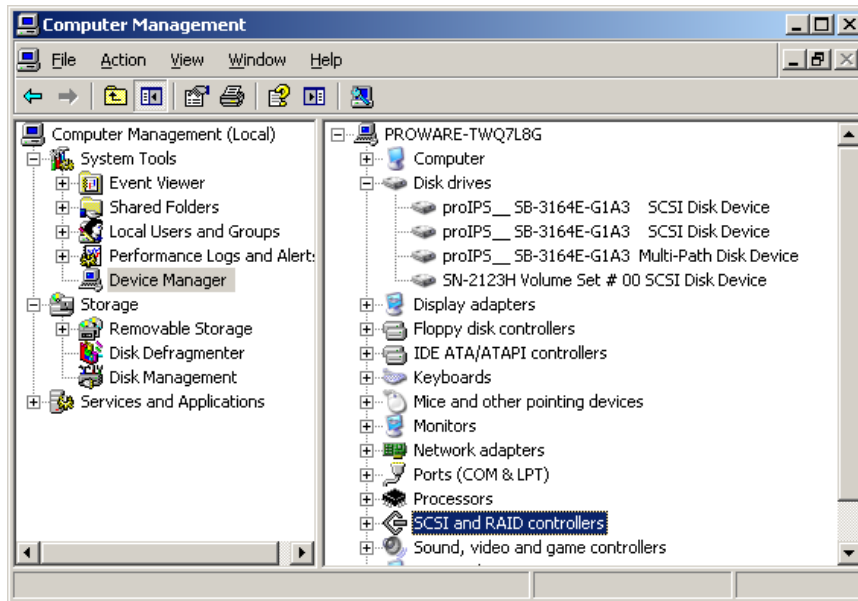 Computer Management
File Action View Window Help
Computer Management (Local)
System Tools
Event Viewer
Shared Folders
Local Users and Groups
Performance Logs and Alert
Device Manager
Storage
Removable Storage
Disk Defragmenter
Disk Management
Services and Applications
PROWARE-TWQ7L8G
Computer
Disk drives
proIPS__ SB-3164E-G1A3 SCSI Disk Device
proIPS__ SB-3164E-G1A3 SCSI Disk Device
proIPS__ SB-3164E-G1A3 Multi-Path Disk Device
SN-2123H Volume Set # 00 SCSI Disk Device
Display adapters
Floppy disk controllers
IDE ATA/ATAPI controllers
Keyboards
Mice and other pointing devices
Monitors
Network adapters
Ports (COM & LPT)
Processors
SCSI and RAID controllers
Sound, video and game controllers